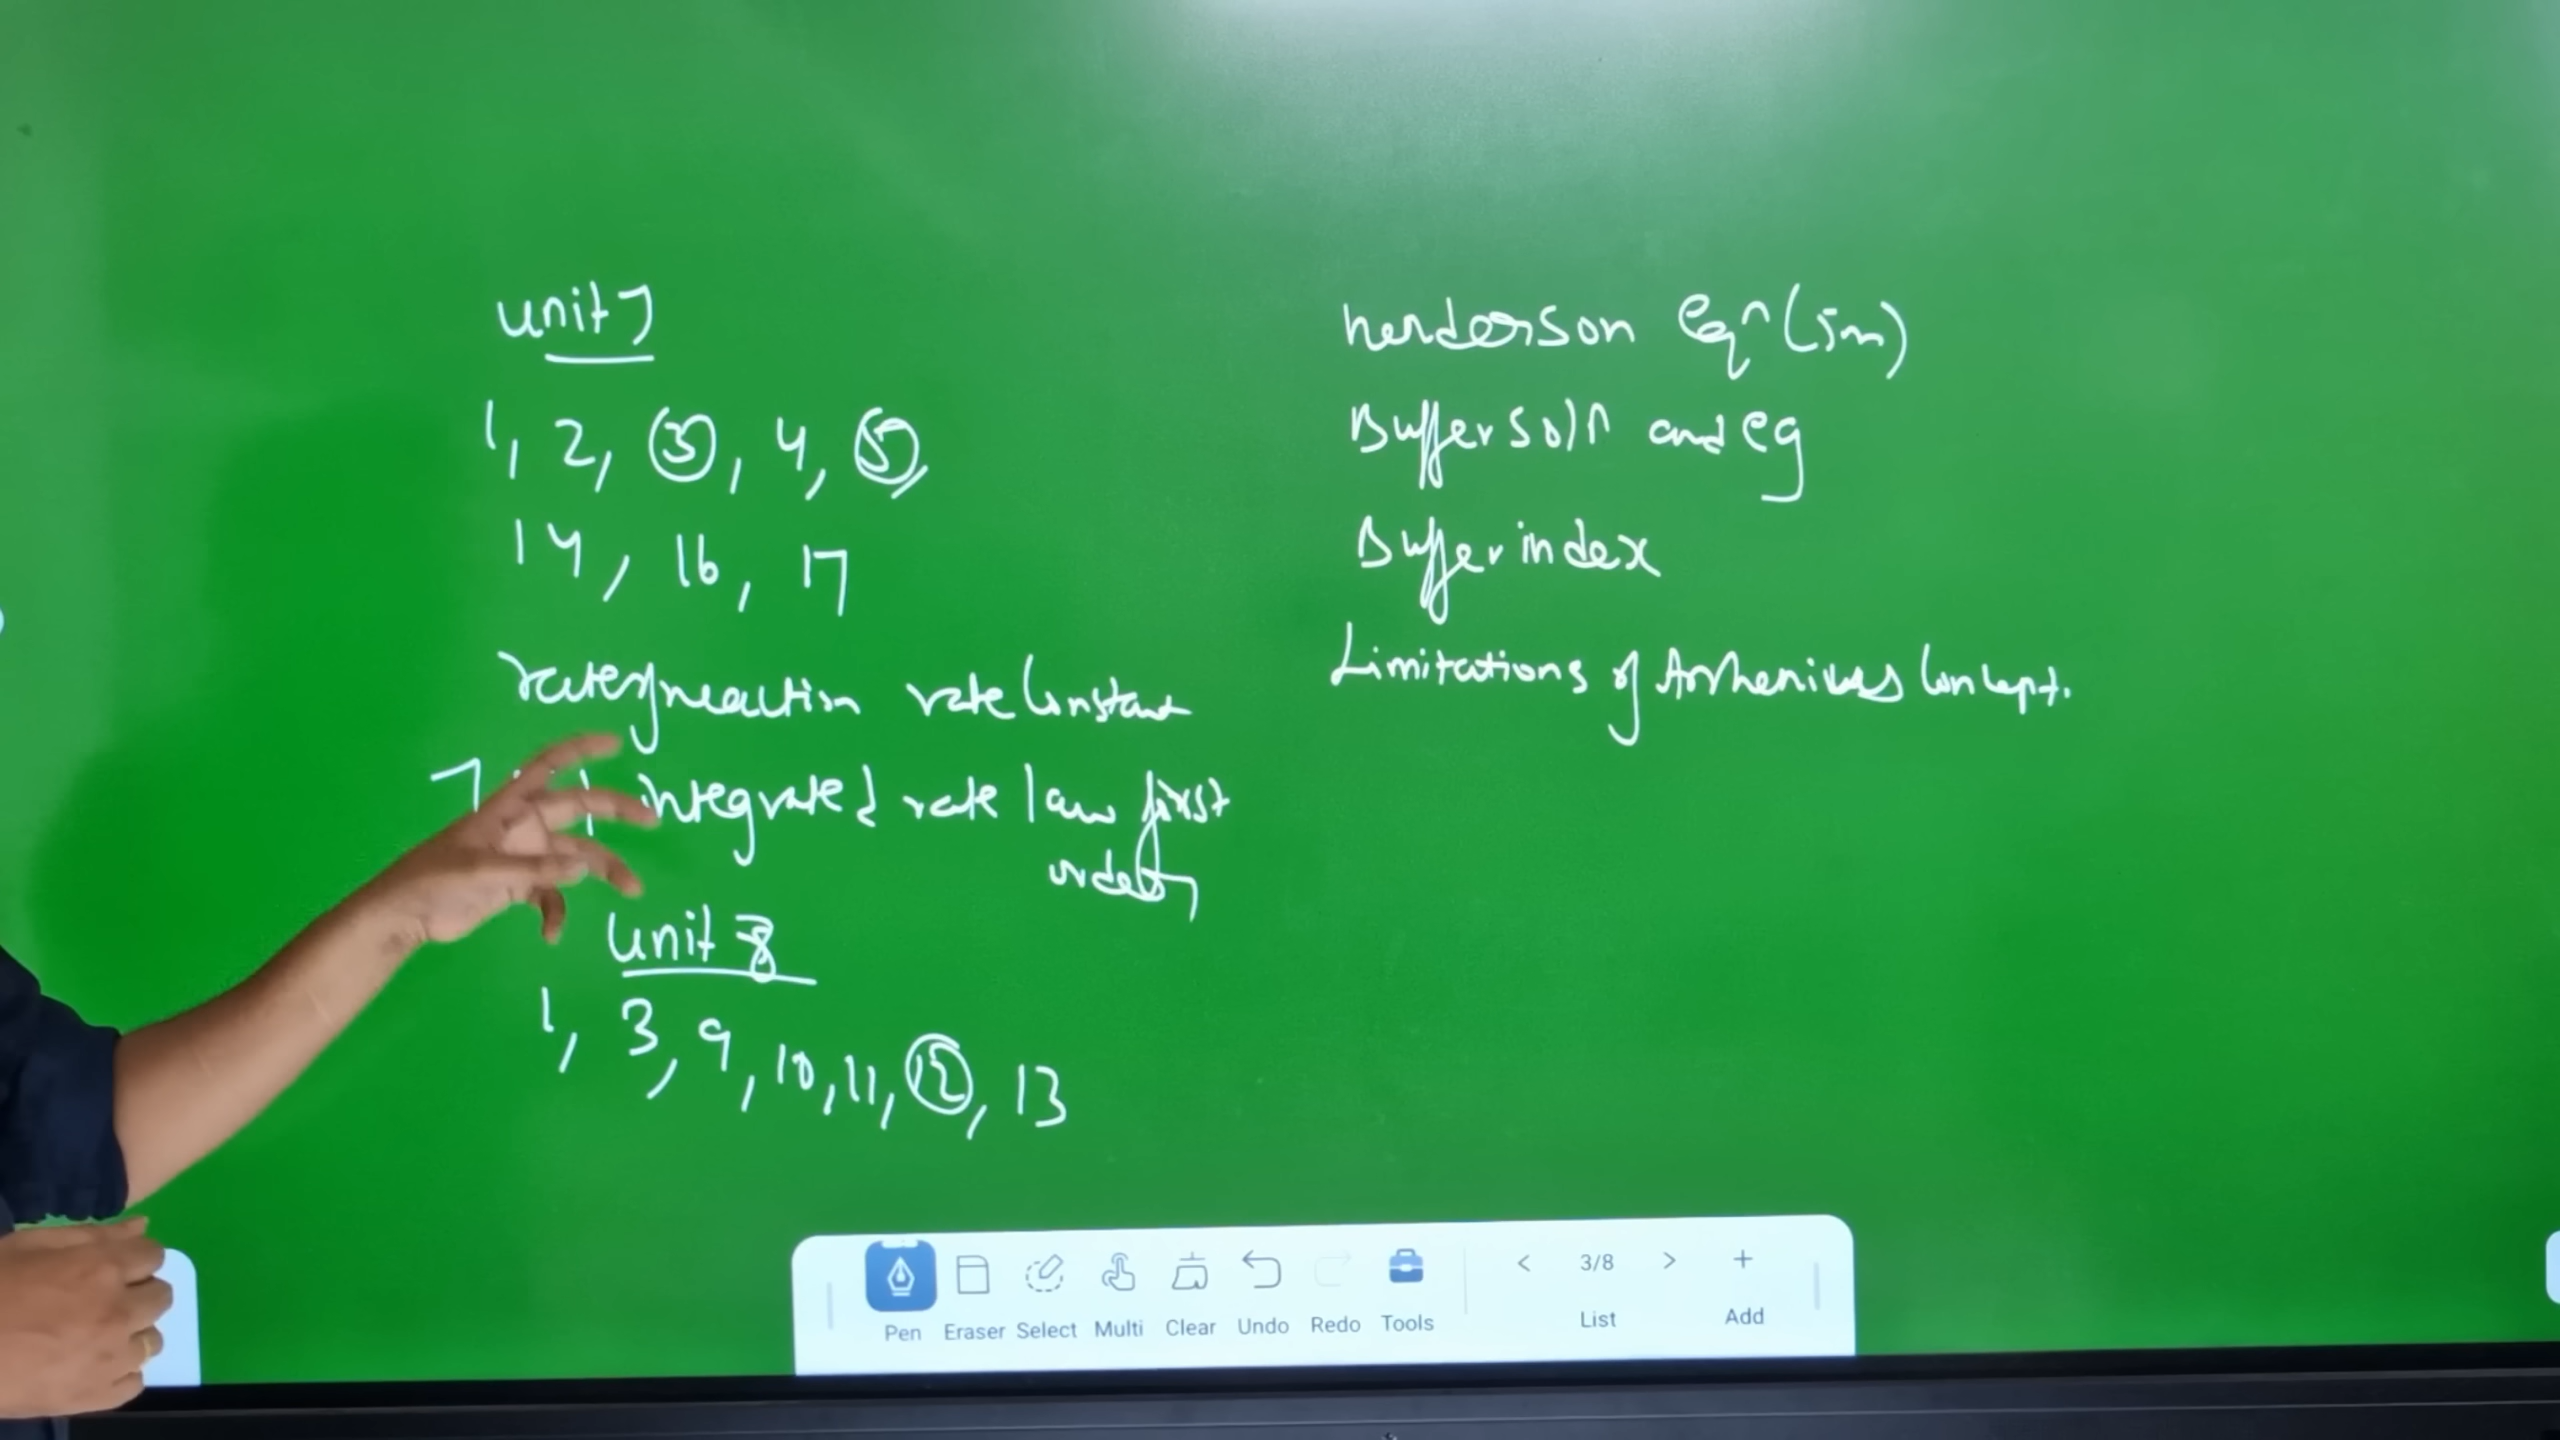 unit 7
1, 2, 3, 4, 5,
14, 16, 17
rate of reaction rate constant
7 integrated rate law first
order
unit 8
1, 3, 9, 10, 11, 12, 13
henderson eqn (5m)
Buffer soln and eg
Buffer index
Limitations of Arrhenius concept.
Pen Eraser Select Multi Clear Undo Redo Tools
< 3/8 > +
List Add